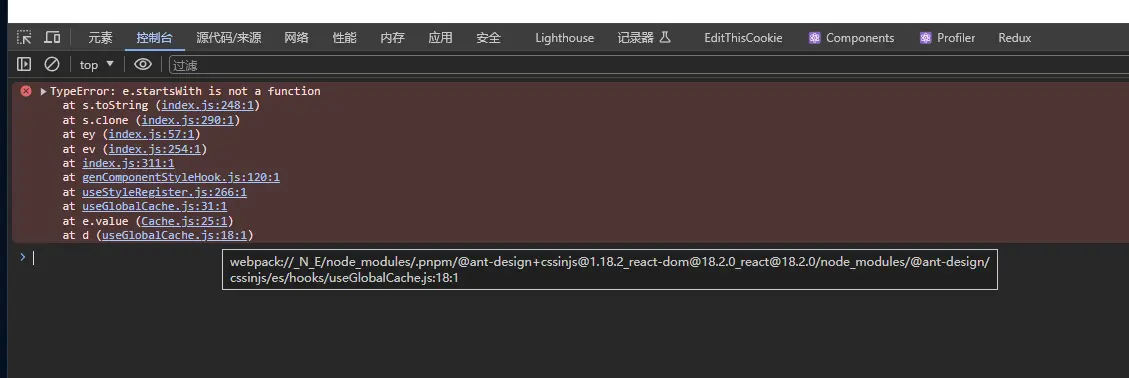 元素 控制台 源代码/来源 网络 性能 内存 应用 安全 Lighthouse 记录器 EditThisCookie Components Profiler Redux
top 过滤
TypeError: e.startsWith is not a function
at s.toString (index.js:248:1)
at s.clone (index.js:290:1)
at ey (index.js:57:1)
at ev (index.js:254:1)
at index.js:311:1
at genComponentStyleHook.js:120:1
at useStyleRegister.js:266:1
at useGlobalCache.js:31:1
at e.value (Cache.js:25:1)
at d (useGlobalCache.js:18:1)
webpack://_N_E/node_modules/.pnpm/@ant-design+cssinjs@1.18.2_react-dom@18.2.0_react@18.2.0/node_modules/@ant-design/
cssinjs/es/hooks/useGlobalCache.js:18:1